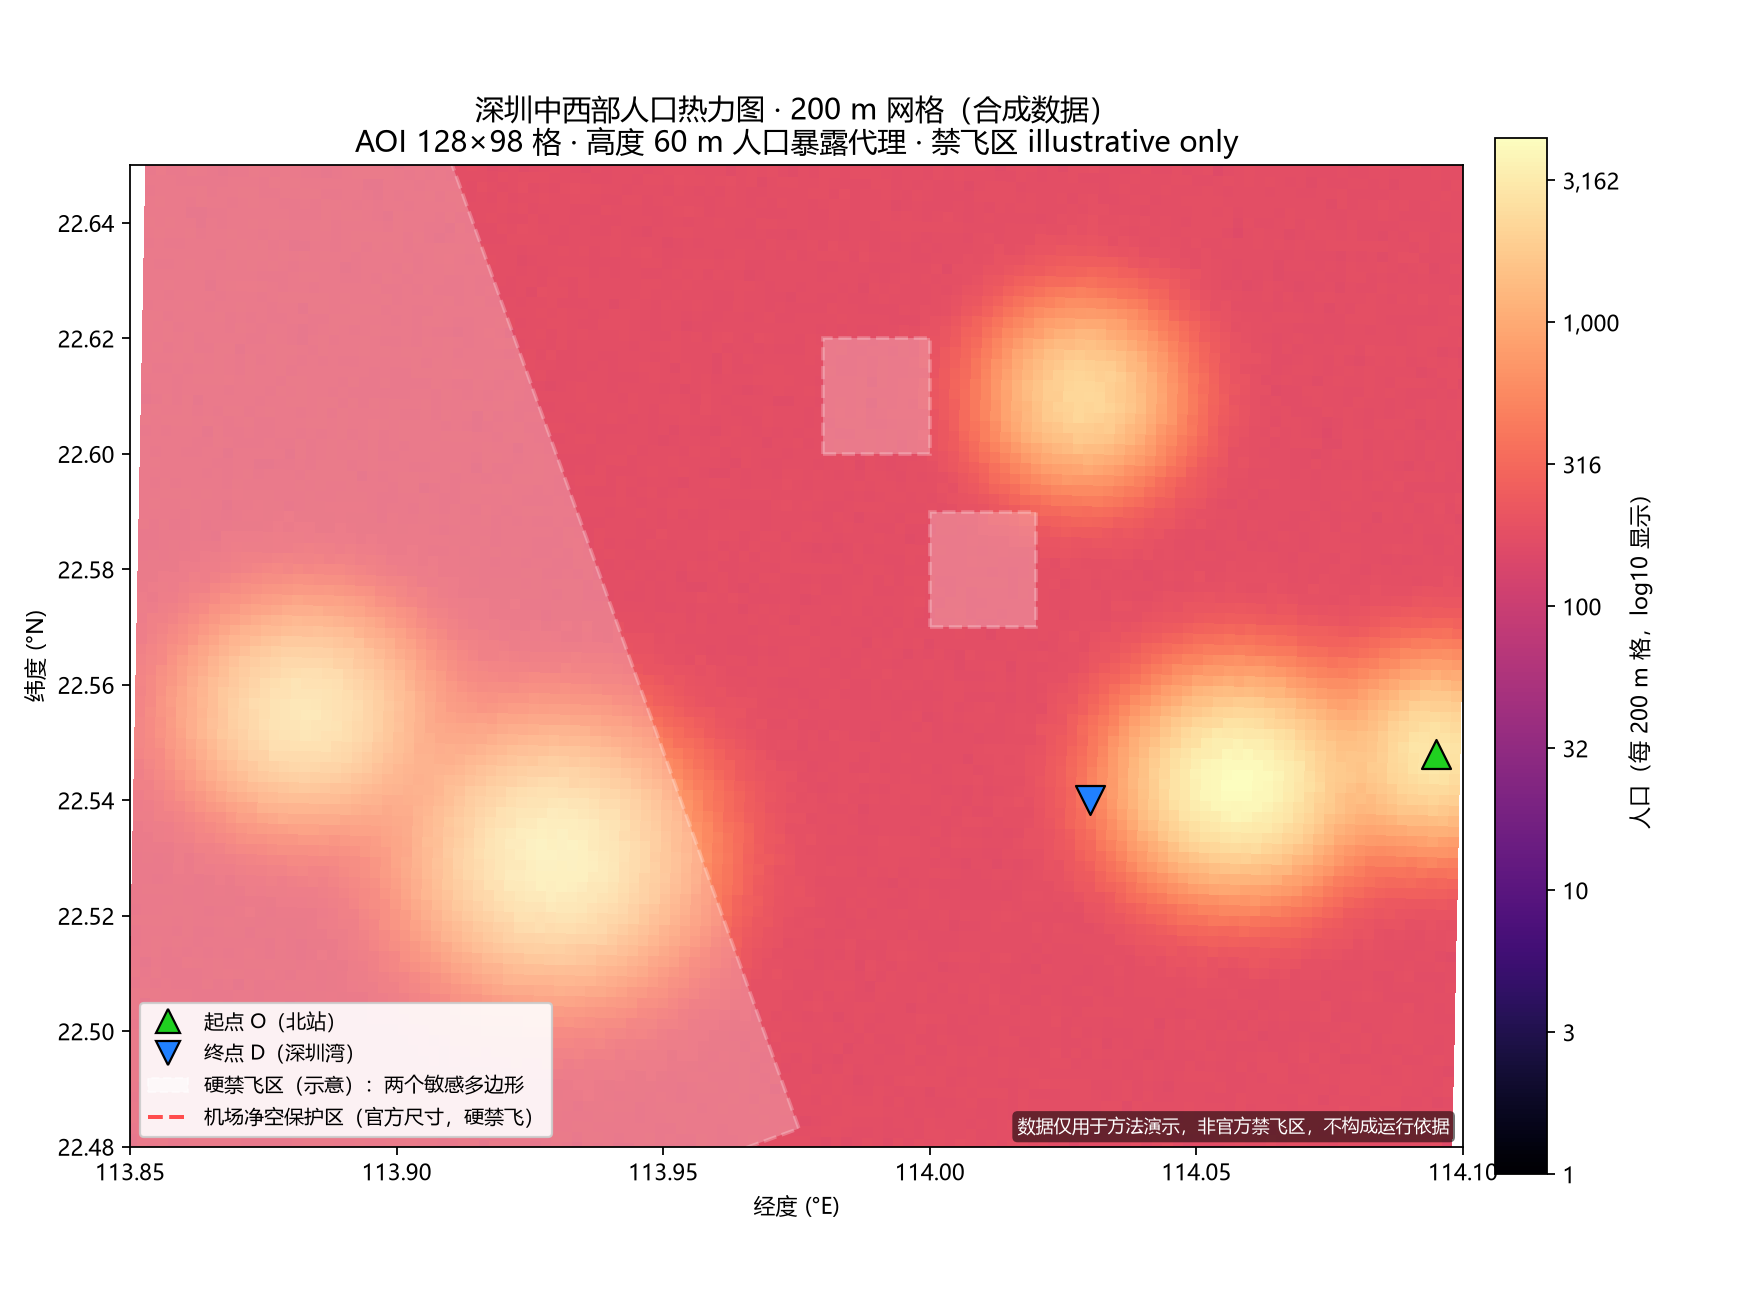 深圳中西部人口热力图 · 200 m 网格（合成数据）
AOI 128×98 格 · 高度 60 m 人口暴露代理 · 禁飞区 illustrative only
纬度 (°N)
22.64
22.62
22.60
22.58
22.56
22.54
22.52
22.50
22.48
113.85
113.90
113.95
114.00
114.05
114.10
经度 (°E)
起点 O（北站）
终点 D（深圳湾）
硬禁飞区（示意）：两个敏感多边形
机场净空保护区（官方尺寸，硬禁飞）
数据仅用于方法演示，非官方禁飞区，不构成运行依据
3,162
1,000
316
100
32
10
3
1
人口（每 200 m 格，log10 显示）